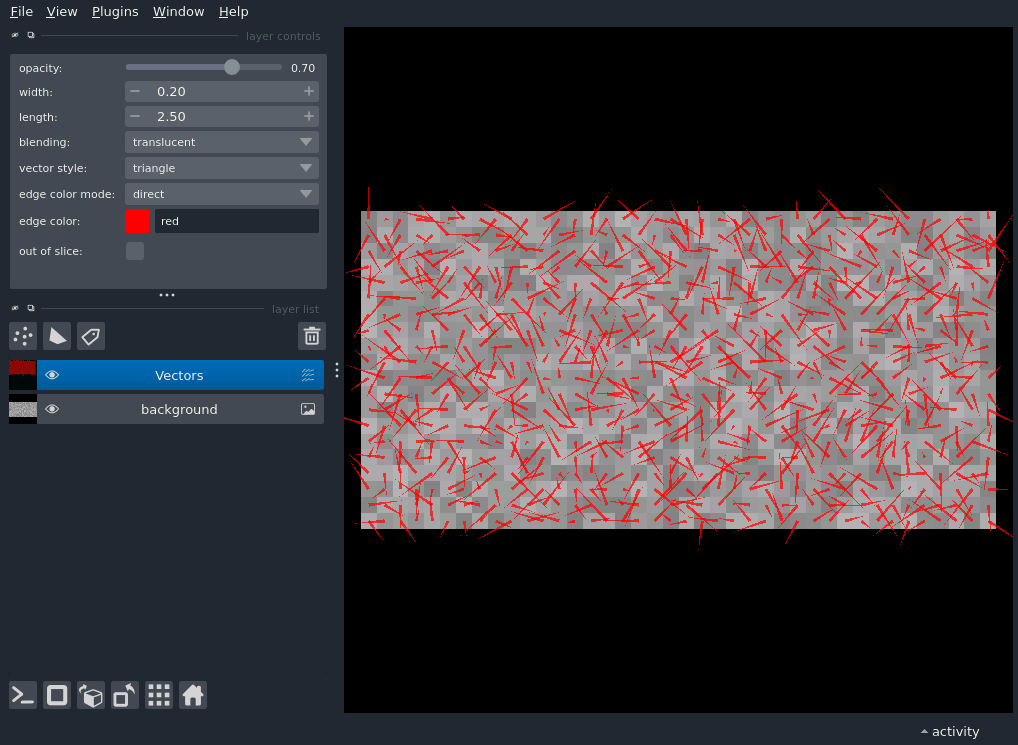 File View Plugins Window Help
layer controls
opacity: 0.70
width: − 0.20 +
length: − 2.50 +
blending: translucent
vector style: triangle
edge color mode: direct
edge color: red
out of slice:
layer list
Vectors
background
activity